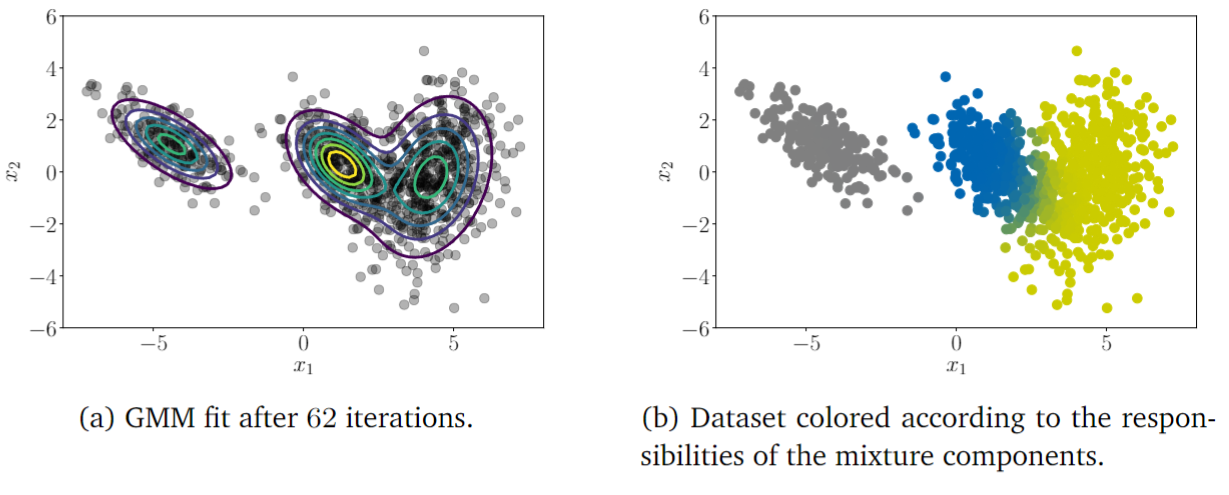 6
4
2
0
−2
−4
−6
x2
−5
0
5
x1
(a) GMM fit after 62 iterations.
6
4
2
0
−2
−4
−6
x2
−5
0
5
x1
(b) Dataset colored according to the respon-
sibilities of the mixture components.